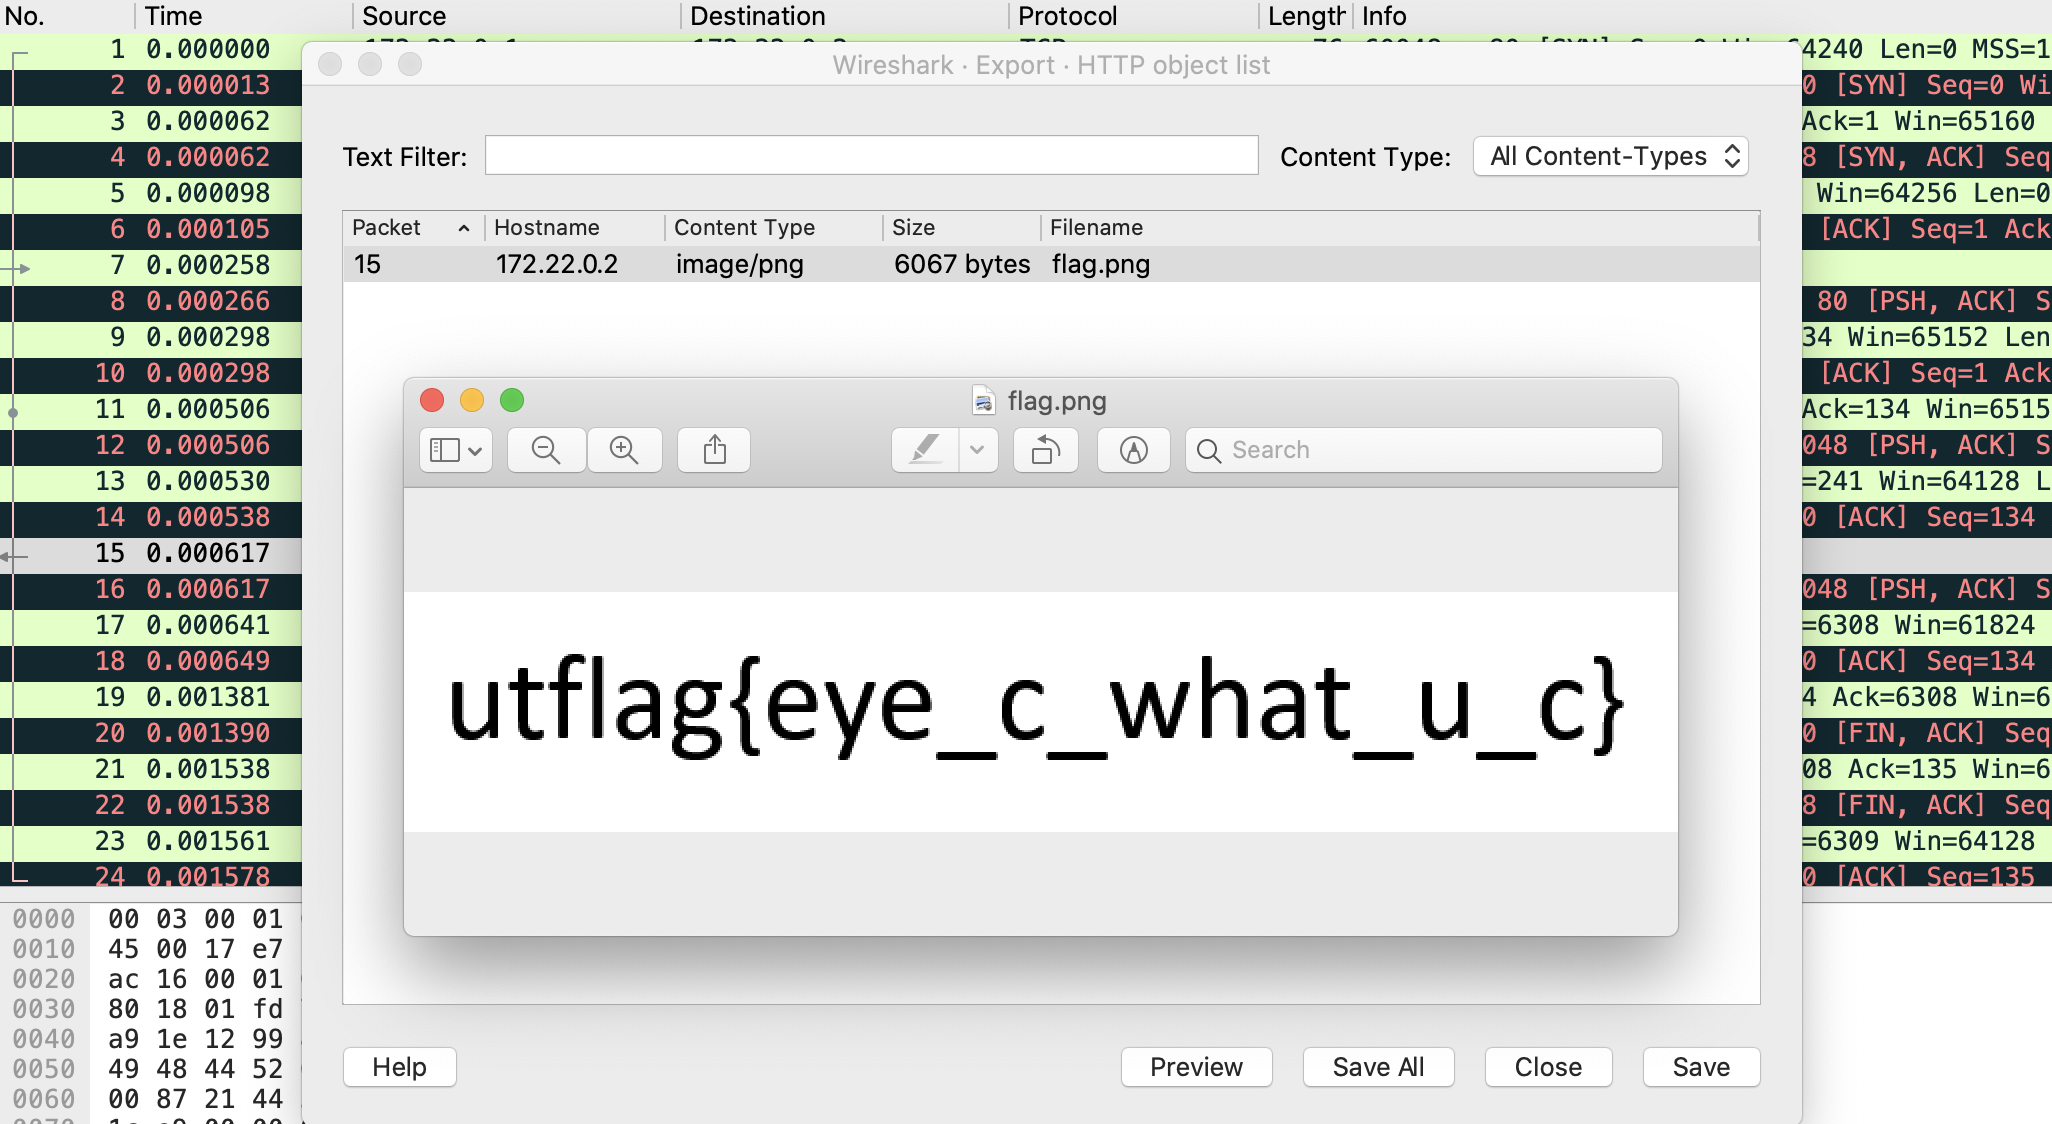 No. Time Source Destination Protocol Length Info
1 0.000000 4240 Len=0 MSS=1
2 0.000013 0 [SYN] Seq=0 Wi
3 0.000062 Ack=1 Win=65160
4 0.000062 8 [SYN, ACK] Seq
5 0.000098 Win=64256 Len=0
6 0.000105 [ACK] Seq=1 Ack
7 0.000258
8 0.000266 80 [PSH, ACK] S
9 0.000298 34 Win=65152 Len
10 0.000298 [ACK] Seq=1 Ack
11 0.000506 Ack=134 Win=6515
12 0.000506 048 [PSH, ACK] S
13 0.000530 =241 Win=64128 L
14 0.000538 0 [ACK] Seq=134
15 0.000617
16 0.000617 048 [PSH, ACK] S
17 0.000641 =6308 Win=61824
18 0.000649 0 [ACK] Seq=134
19 0.001381 4 Ack=6308 Win=6
20 0.001390 0 [FIN, ACK] Seq
21 0.001538 08 Ack=135 Win=6
22 0.001538 8 [FIN, ACK] Seq
23 0.001561 =6309 Win=64128
24 0.001578 0 [ACK] Seq=135
Wireshark · Export · HTTP object list
Text Filter: Content Type: All Content-Types
Packet Hostname Content Type Size Filename
15 172.22.0.2 image/png 6067 bytes flag.png
flag.png
Search
utflag{eye_c_what_u_c}
Help Preview Save All Close Save
0000 00 03 00 01
0010 45 00 17 e7
0020 ac 16 00 01
0030 80 18 01 fd
0040 a9 1e 12 99
0050 49 48 44 52
0060 00 87 21 44